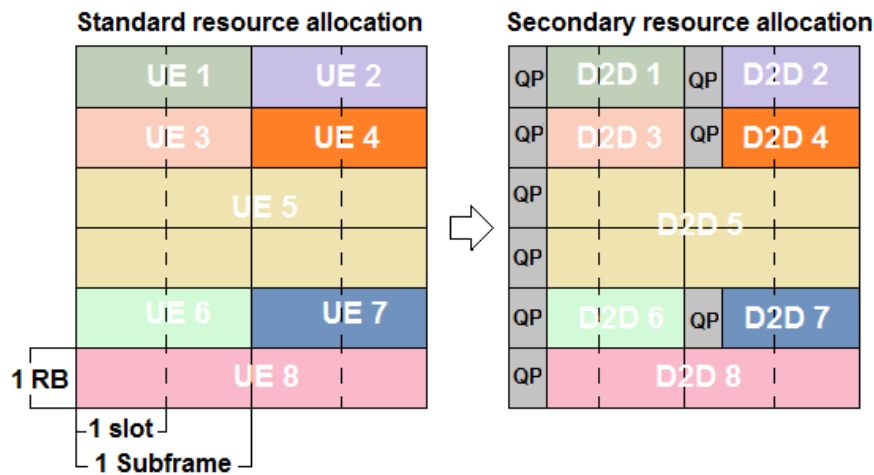 Standard resource allocation
UE 1
UE 2
UE 3
UE 4
UE 5
UE 6
UE 7
UE 8
1 RB
1 slot
1 Subframe
Secondary resource allocation
QP
D2D 1
QP
D2D 2
QP
D2D 3
QP
D2D 4
QP
D2D 5
QP
QP
D2D 6
QP
D2D 7
QP
D2D 8